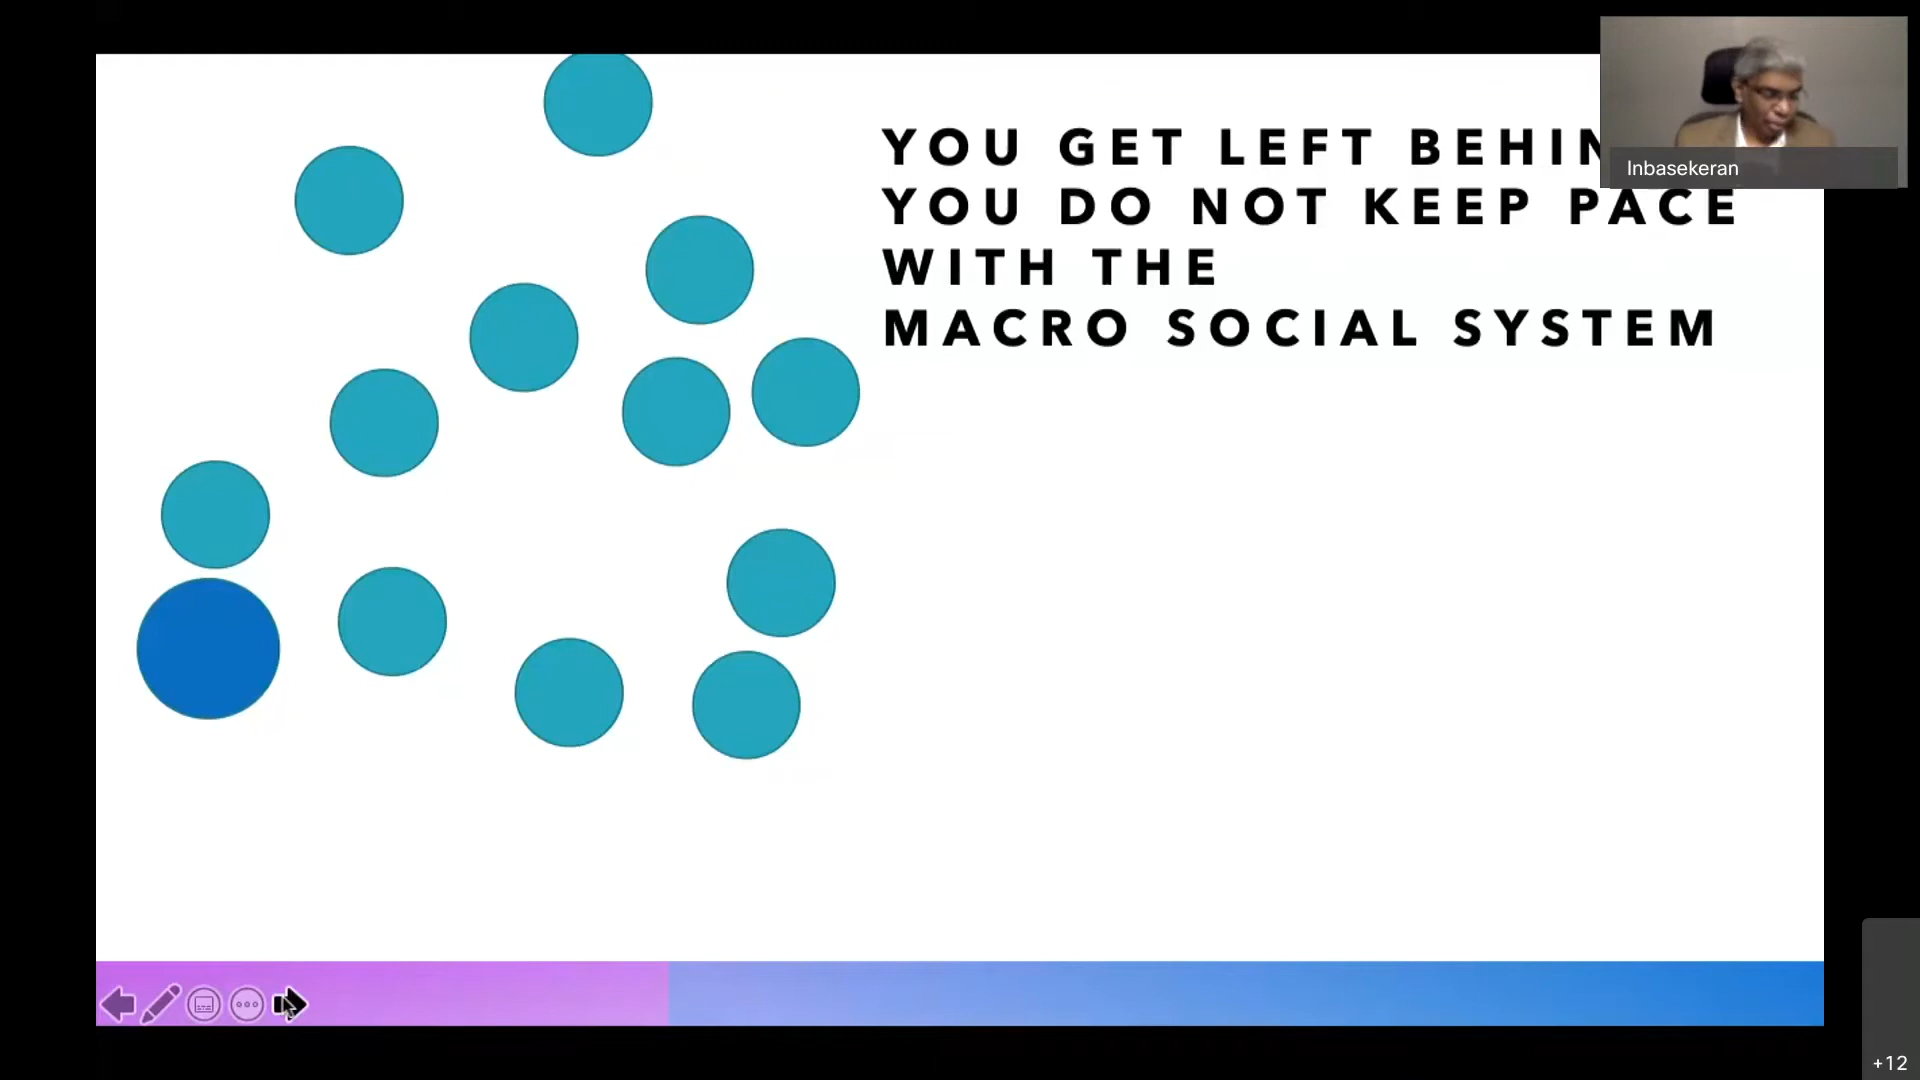 YOU GET LEFT BEHIN
YOU DO NOT KEEP PACE
WITH THE
MACRO SOCIAL SYSTEM
Inbasekeran
+12